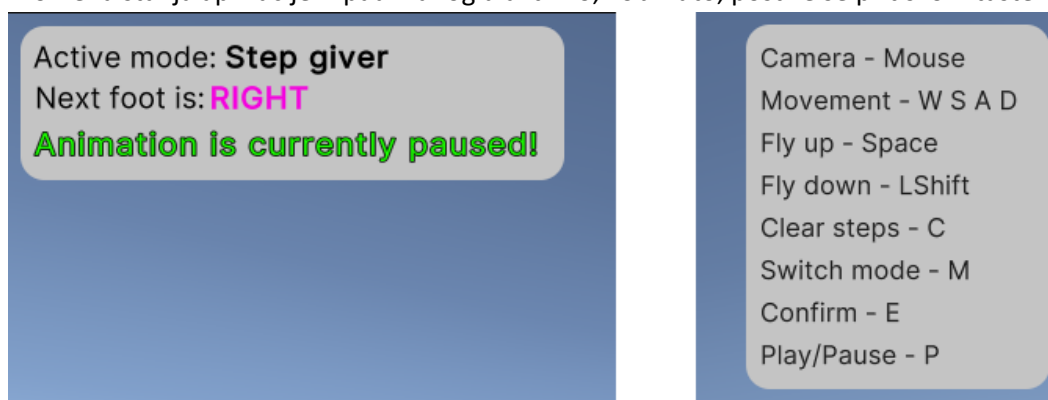 Active mode: Step giver
Next foot is: RIGHT
Animation is currently paused!
Camera - Mouse
Movement - W S A D
Fly up - Space
Fly down - LShift
Clear steps - C
Switch mode - M
Confirm - E
Play/Pause - P